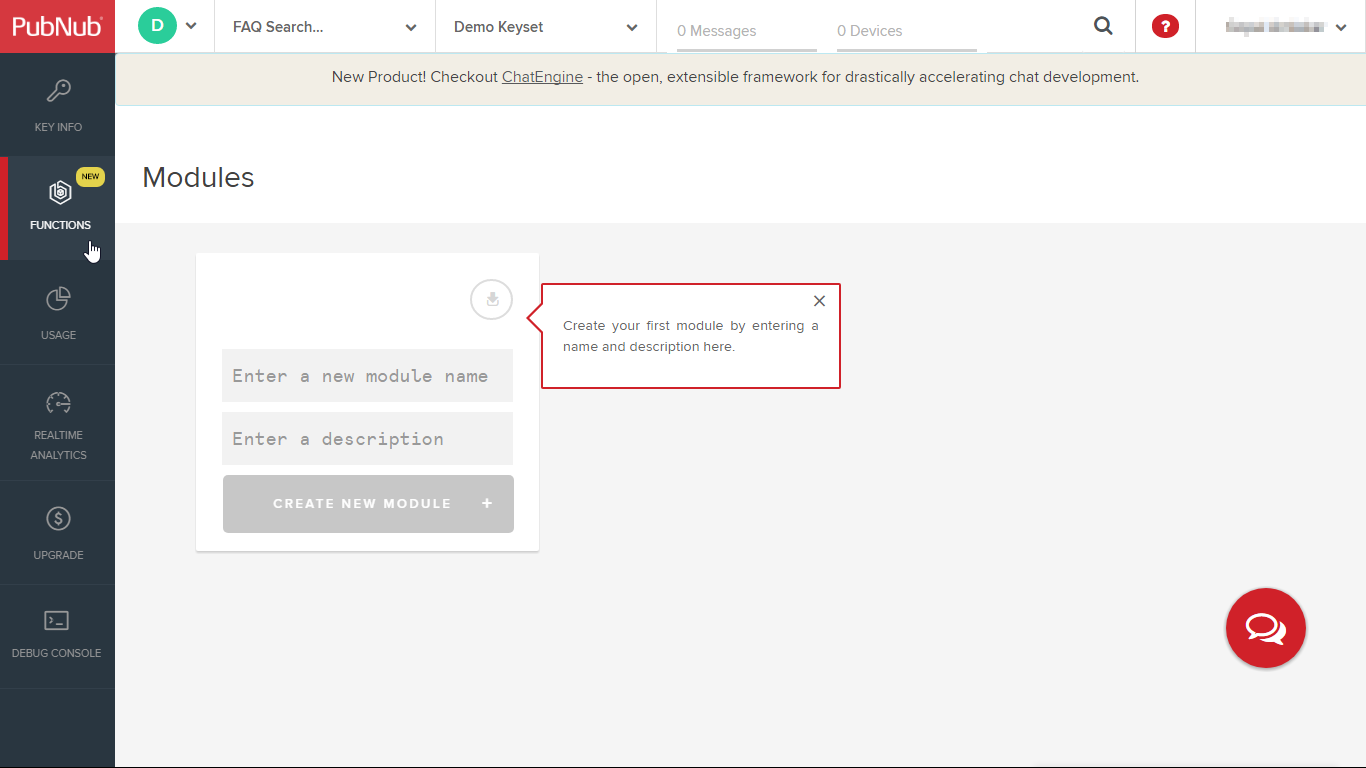 PubNub
D
FAQ Search...
Demo Keyset
0 Messages
0 Devices
?
New Product! Checkout ChatEngine - the open, extensible framework for drastically accelerating chat development.
KEY INFO
NEW
FUNCTIONS
USAGE
REALTIME
ANALYTICS
UPGRADE
DEBUG CONSOLE
Modules
Create your first module by entering a
name and description here.
Enter a new module name
Enter a description
CREATE NEW MODULE +